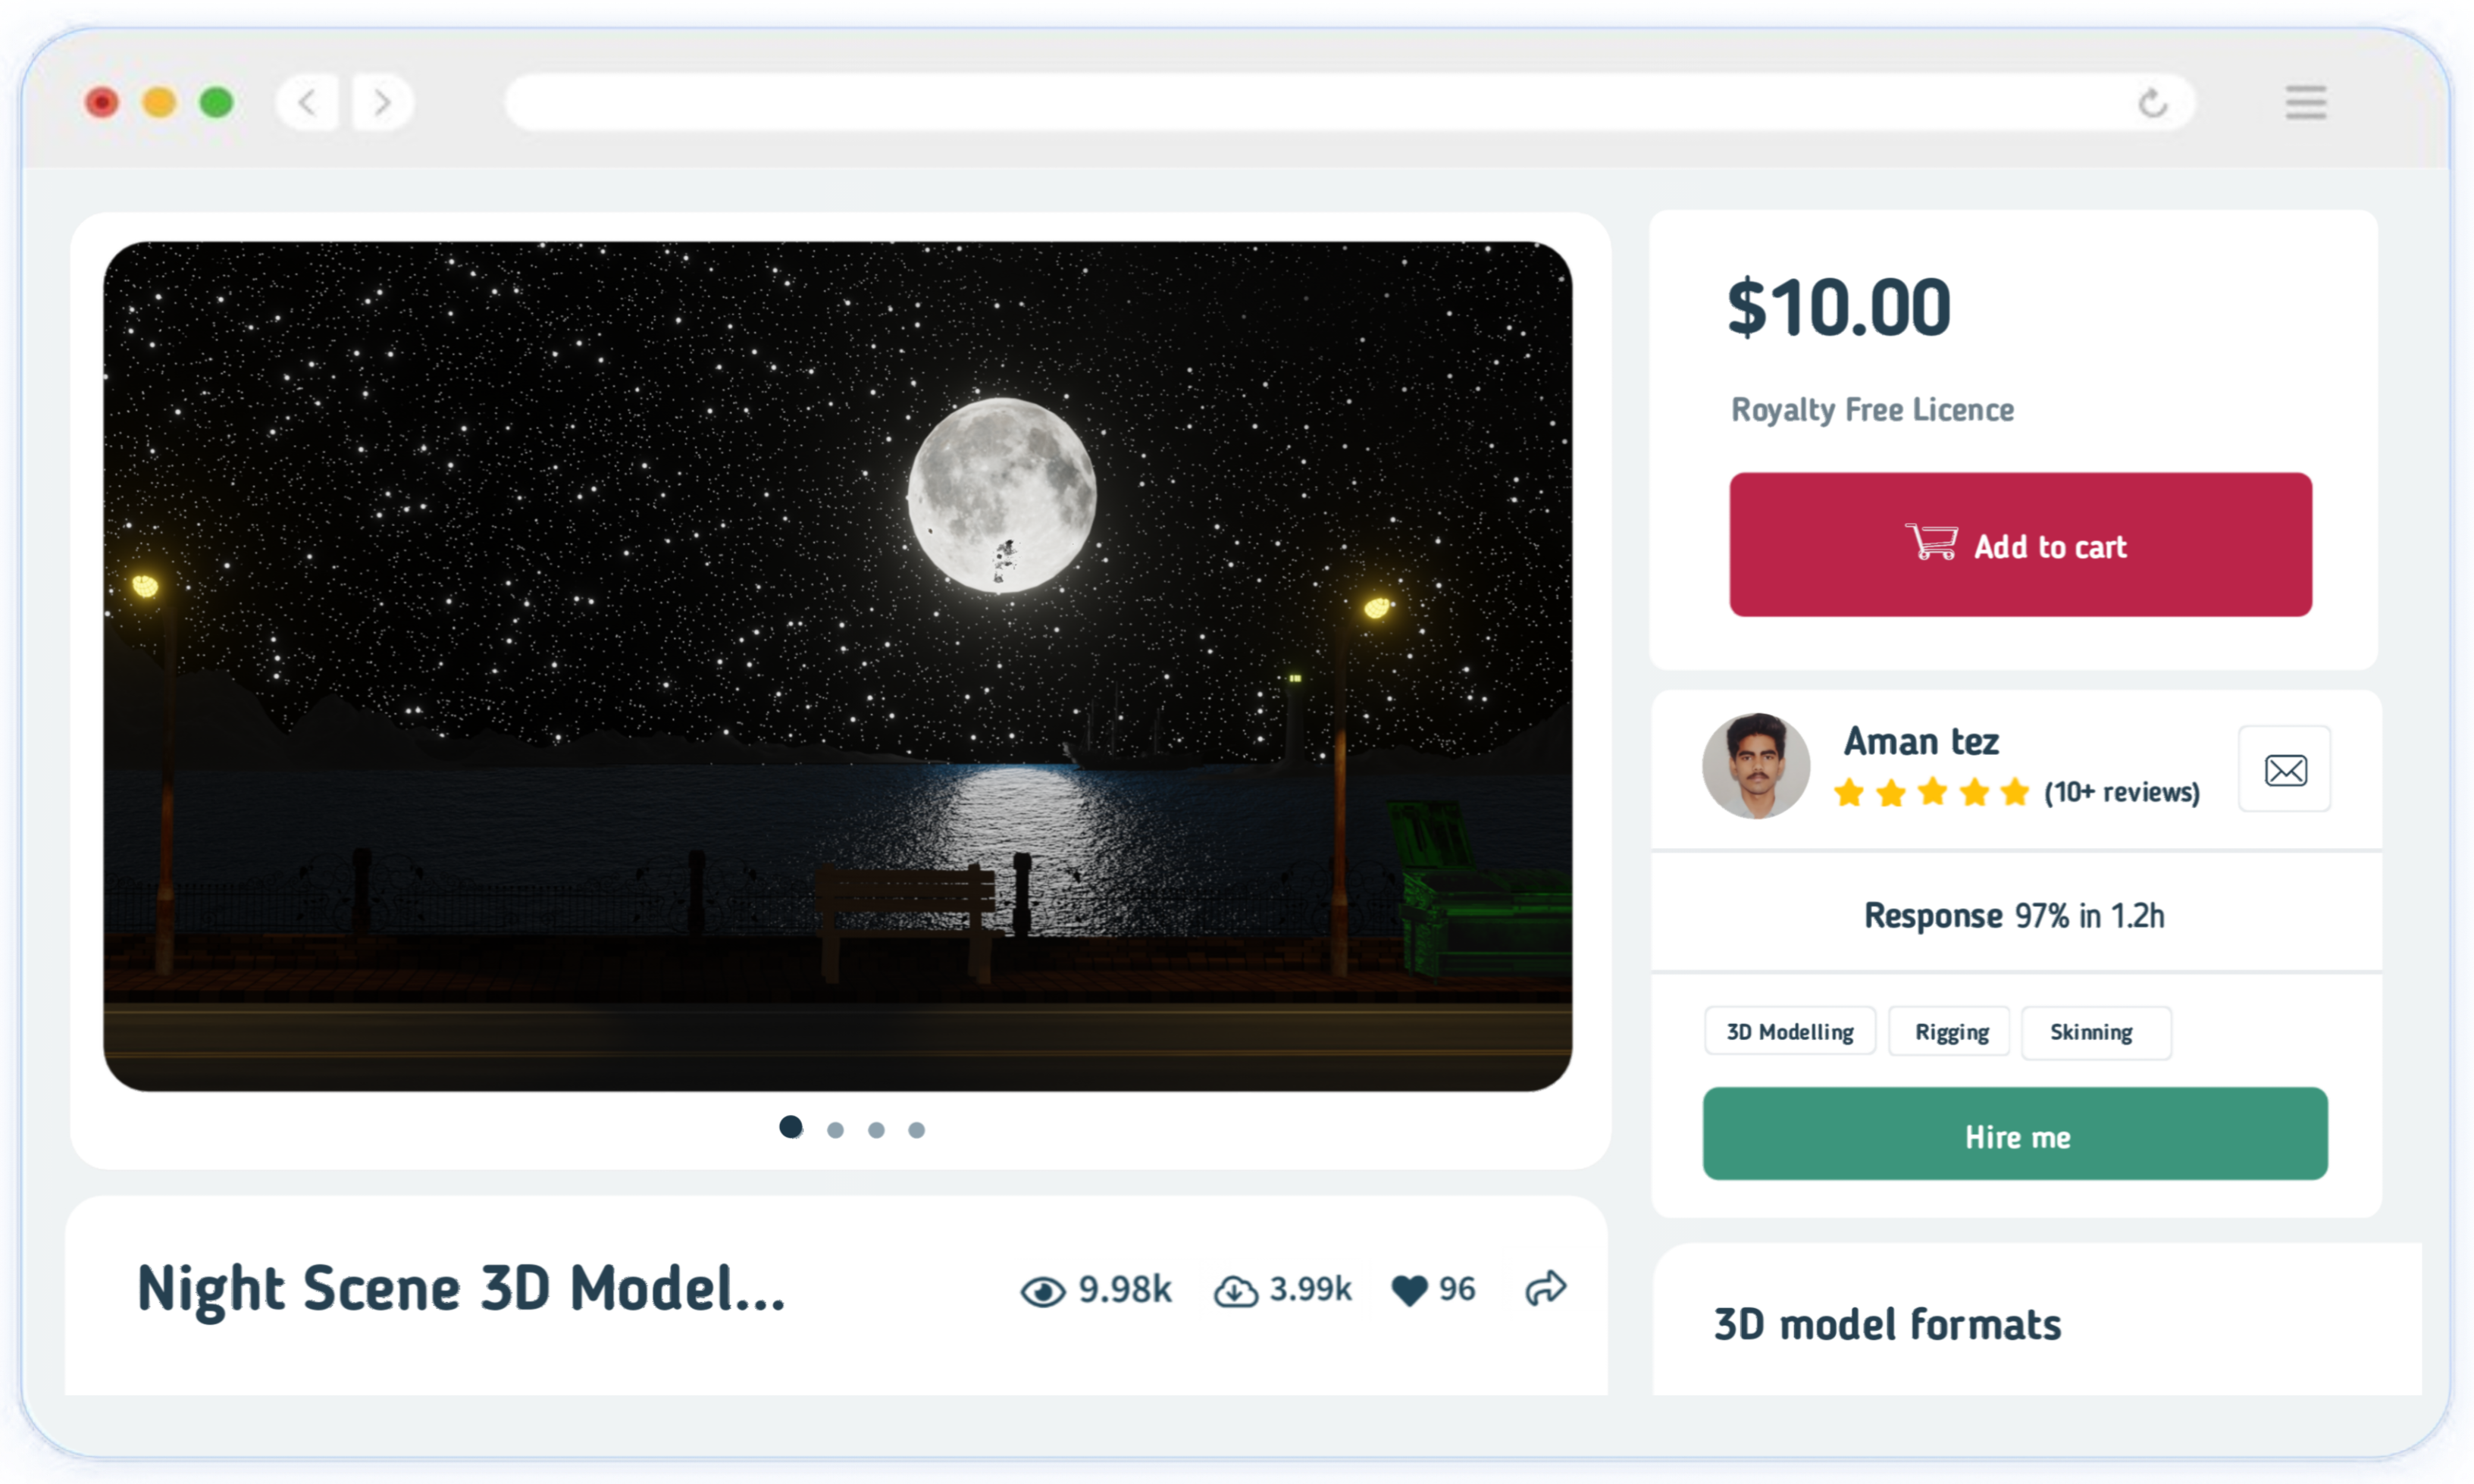 $10.00
Royalty Free Licence
Add to cart
Aman tez
(10+ reviews)
Response 97% in 1.2h
3D Modelling Rigging Skinning
Hire me
Night Scene 3D Model...
9.98k 3.99k 96
3D model formats